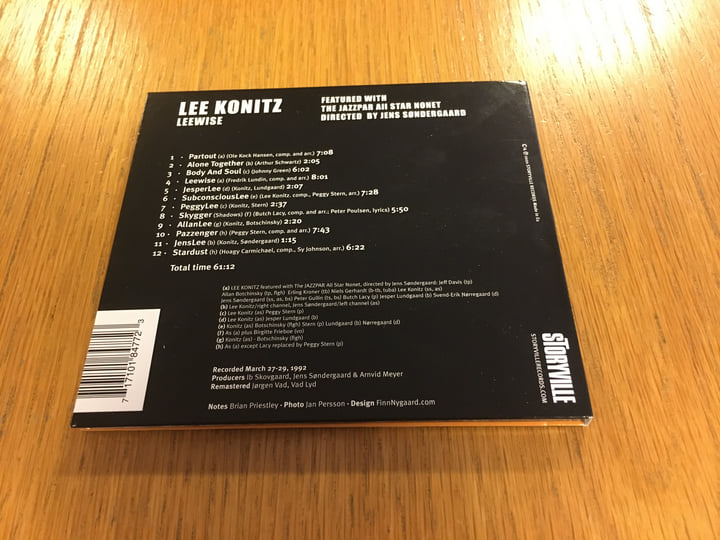 LEE KONITZ
LEEWISE
FEATURED WITH
THE JAZZPAR All STAR NONET
DIRECTED BY JENS SØNDERGAARD
1 · Partout (a) (Ole Kock Hansen, comp. and arr.) 7:08
2 · Alone Together (b) (Arthur Schwartz) 2:05
3 · Body And Soul (c) (Johnny Green) 6:02
4 · Leewise (a) (Fredrik Lundin, comp. and arr.) 8:01
5 · JesperLee (d) (Konitz, Lundgaard) 2:07
6 · SubconsciousLee (e) (Lee Konitz, comp., Peggy Stern, arr.) 7:28
7 · PeggyLee (c) (Konitz, Stern) 2:37
8 · Skygger (Shadows) (f) (Butch Lacy, comp. and arr.; Peter Poulsen, lyrics) 5:50
9 · AllanLee (g) (Konitz, Botschinsky) 2:20
10 · Pazzenger (h) (Peggy Stern, comp. and arr.) 7:43
11 · JensLee (b) (Konitz, Søndergaard) 1:15
12 · Stardust (h) (Hoagy Carmichael, comp., Sy Johnson, arr.) 6:22
Total time 61:12
(a) LEE KONITZ featured with The JAZZPAR All Star Nonet, directed by Jens Søndergaard: Jeff Davis (tp)
Allan Botschinsky (tp, flgh) Erling Kroner (tb) Niels Gerhardt (b-tb, tuba) Lee Konitz (ss, as)
Jens Søndergaard (ss, as, bs) Peter Gullin (ts, bs) Butch Lacy (p) Jesper Lundgaard (b) Svend-Erik Nørregaard (d)
(b) Lee Konitz/right channel, Jens Søndergaard/left channel (as)
(c) Lee Konitz (as) Peggy Stern (p)
(d) Lee Konitz (as) Jesper Lundgaard (b)
(e) Konitz (as) Botschinsky (flgh) Stern (p) Lundgaard (b) Nørregaard (d)
(f) As (a) plus Birgitte Frieboe (vo)
(g) Konitz (as) · Botschinsky (flgh)
(h) As (a) except Lacy replaced by Peggy Stern (p)
Recorded March 27-29, 1992
Producers Ib Skovgaard, Jens Søndergaard & Arnvid Meyer
Remastered Jørgen Vad, Vad Lyd
Notes Brian Priestley · Photo Jan Persson · Design FinnNygaard.com
7 17101 84772 3
STORYVILLE
STORYVILLERECORDS.COM
STORYVILLE RECORDS Made in EU